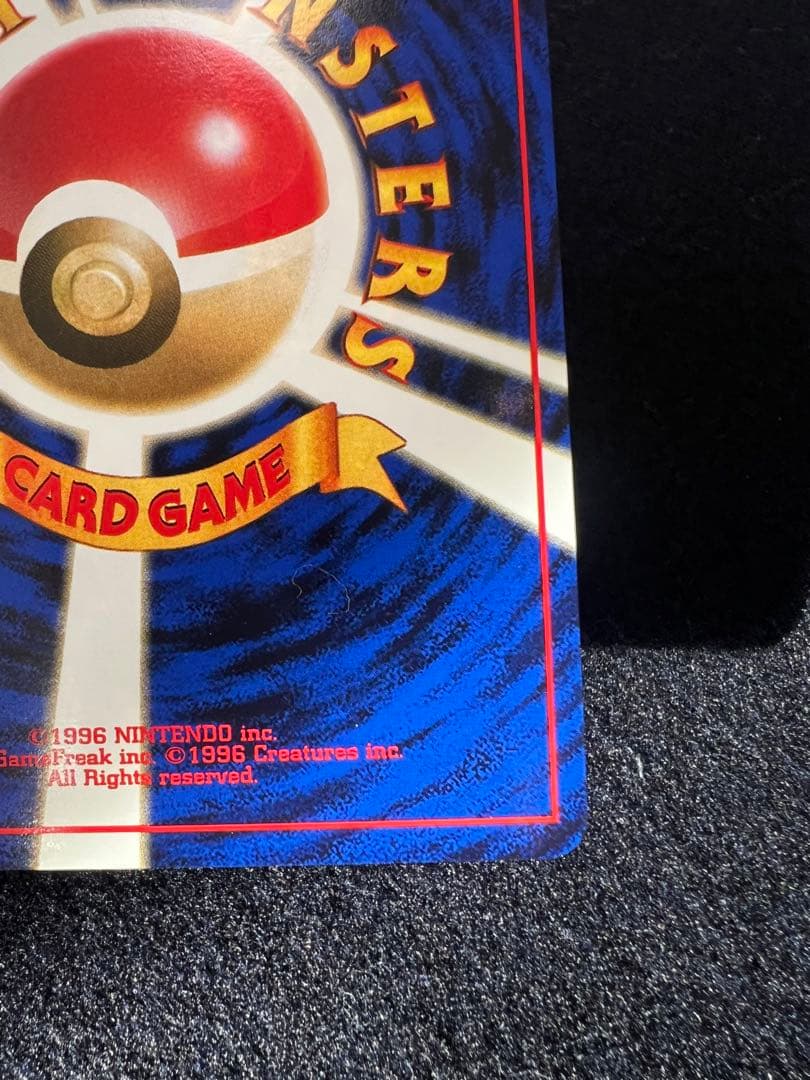 NSTERS
CARD GAME
©1996 NINTENDO inc.
GameFreak inc. ©1996 Creatures inc.
All Rights reserved.